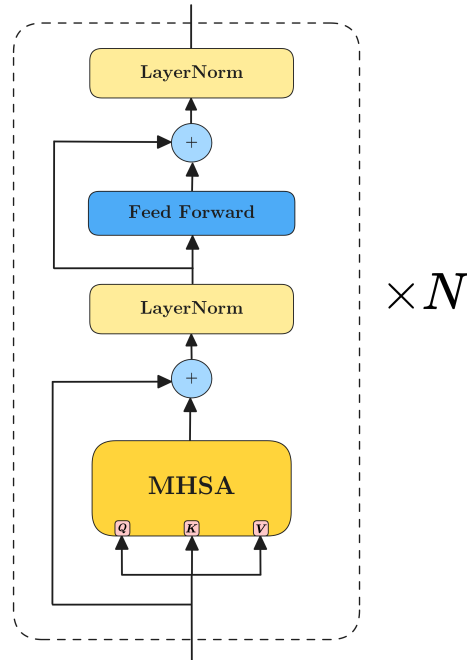 LayerNorm
+
Feed Forward
LayerNorm
×N
+
MHSA
Q K V